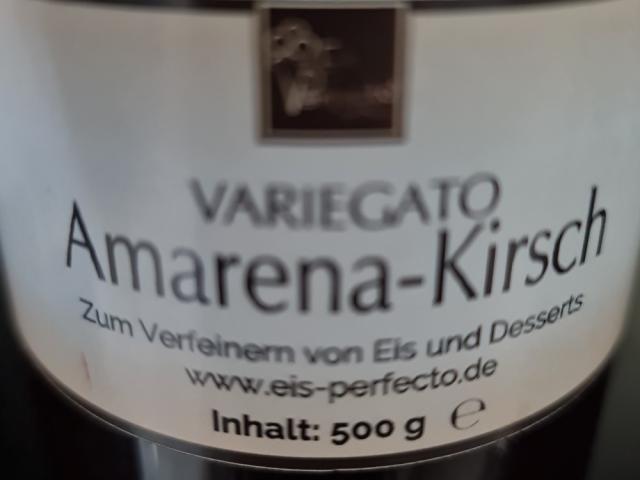 VARIEGATO
Amarena-Kirsch
Zum Verfeinern von Eis und Desserts
www.eis-perfecto.de
Inhalt: 500 g ℮